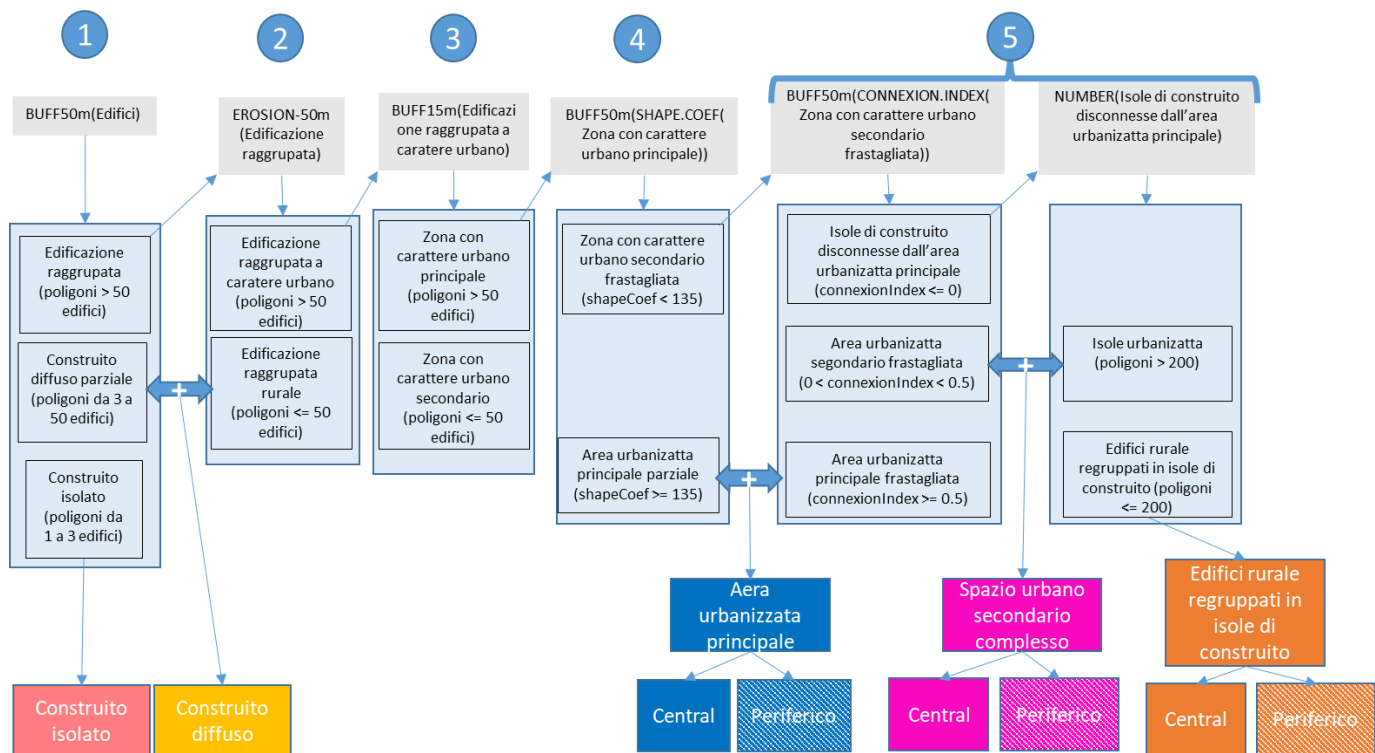 1
2
3
4
5
BUFF50m(Edifici)
EROSION-50m
(Edificazione
raggrupata)
BUFF15m(Edificazi
one raggrupata a
caratere urbano)
BUFF50m(SHAPE.COEF(
Zona con carattere
urbano principale))
BUFF50m(CONNEXION.INDEX(
Zona con carattere urbano
secondario
frastagliata))
NUMBER(Isole di construito
disconnesse dall'area
urbanizatta principale)
Edificazione
raggrupata
(poligoni > 50
edifici)
Construito
diffuso parziale
(poligoni da 3 a
50 edifici)
Construito
isolato
(poligoni da
1 a 3 edifici)
+
Edificazione
raggrupata a
caratere urbano
(poligoni > 50
edifici)
Edificazione
raggrupata
rurale
(poligoni <= 50
edifici)
Zona con
carattere urbano
principale
(poligoni > 50
edifici)
Zona con
carattere urbano
secondario
(poligoni <= 50
edifici)
Zona con carattere
urbano secondario
frastagliata
(shapeCoef < 135)
Area urbanizatta
principale parziale
(shapeCoef >= 135)
+
Isole di construito
disconnesse dall'area
urbanizatta principale
(connexionIndex <= 0)
Area urbanizatta
segondario frastagliata
(0 < connexionIndex < 0.5)
Area urbanizatta
principale frastagliata
(connexionIndex >= 0.5)
+
Isole urbanizatta
(poligoni > 200)
Edifici rurale
regruppati in isole di
construito (poligoni
<= 200)
Aera
urbanizzata
principale
Spazio urbano
secondario
complesso
Edifici rurale
regruppati in
isole di
construito
Construito
isolato
Construito
diffuso
Central
Periferico
Central
Periferico
Central
Periferico